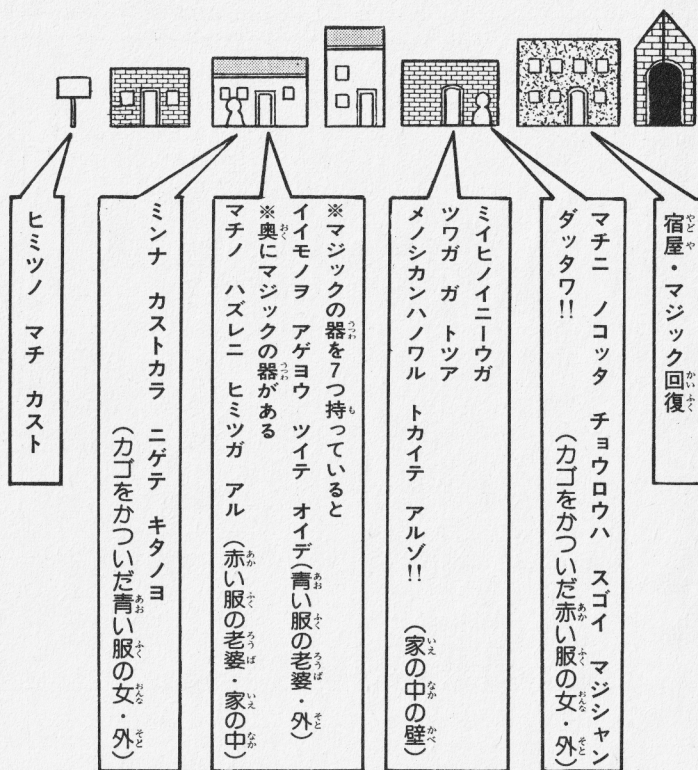 宿屋・マジック回復
マチニ ノコッタ チョウロウハ スゴイ マジシャン
ダッタワ!!
(カゴをかついだ赤い服の女・外)
ミイヒノイニーウガ
ツワガ ガ トツア
メノシカンハノワル トカイテ アルゾ!!
(家の中の壁)
※マジックの器を7つ持っていると
イイモノヲ アゲヨウ ツイテ オイデ(青い服の老婆・外)
※奥にマジックの器がある
マチノ ハズレニ ヒミツガ アル (赤い服の老婆・家の中)
ミンナ カストカラ ニゲテ キタノヨ
(カゴをかついだ青い服の女・外)
ヒミツノ マチ カスト